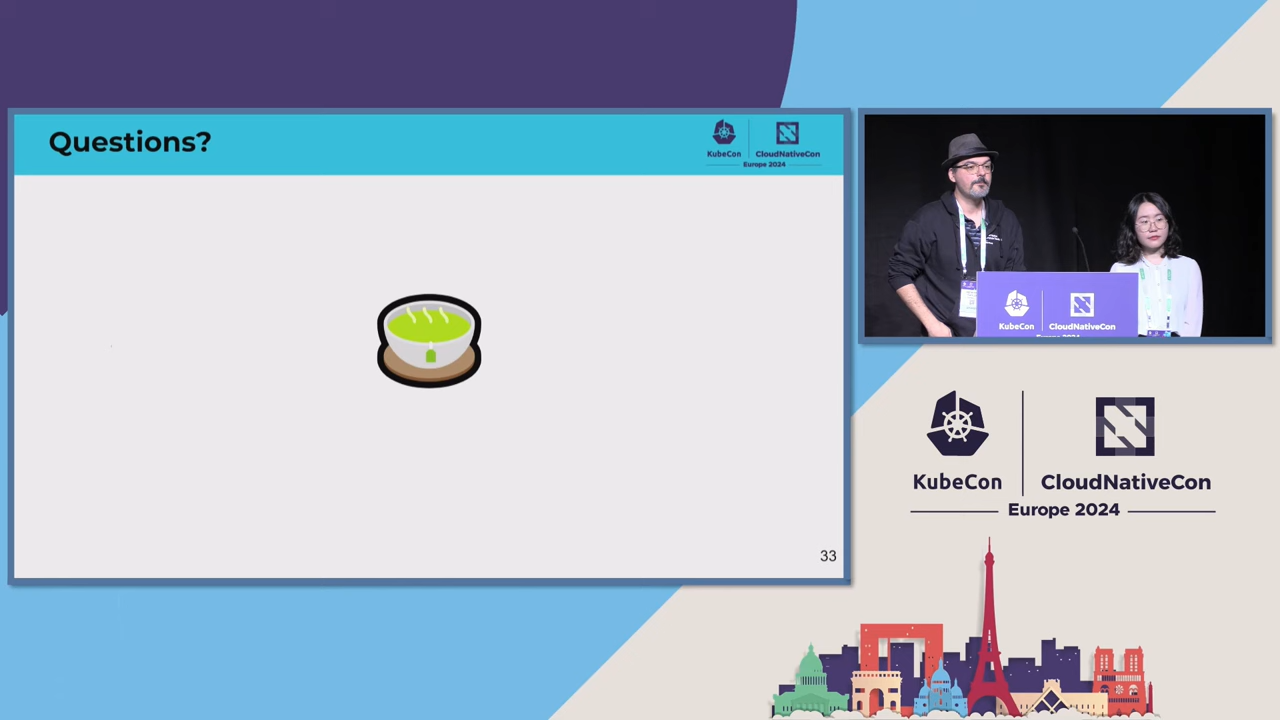 Questions?
KubeCon
CloudNativeCon
Europe 2024
33
KubeCon
CloudNativeCon
KubeCon
CloudNativeCon
Europe 2024